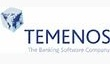 TEMENOS
The Banking Software Company